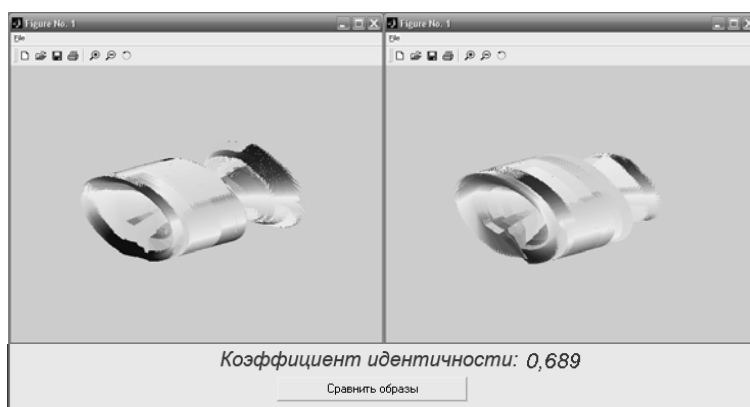 Figure No. 1
Figure No. 1
File
File
Коэффициент идентичности: 0,689
Сравнить образы